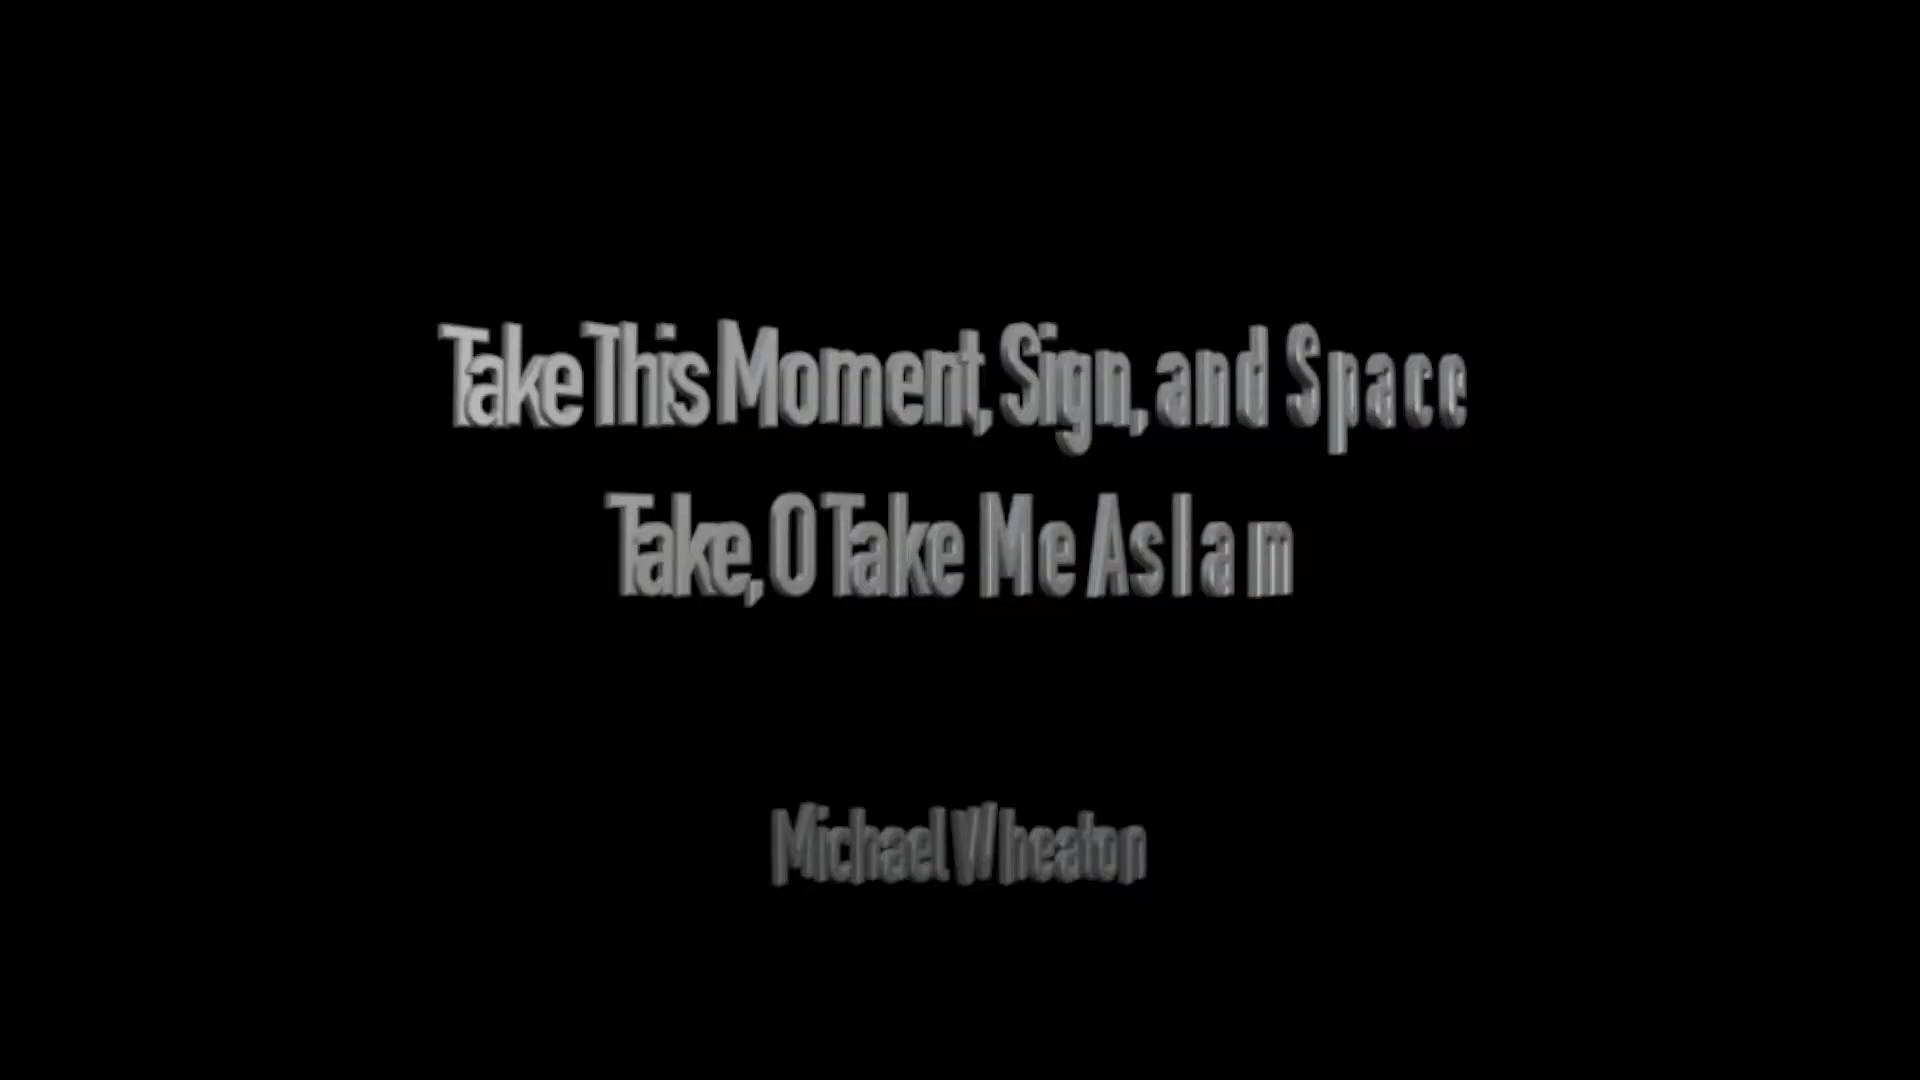 Take This Moment, Sign, and Space
Take, O Take Me As I am
Michael Wheaton